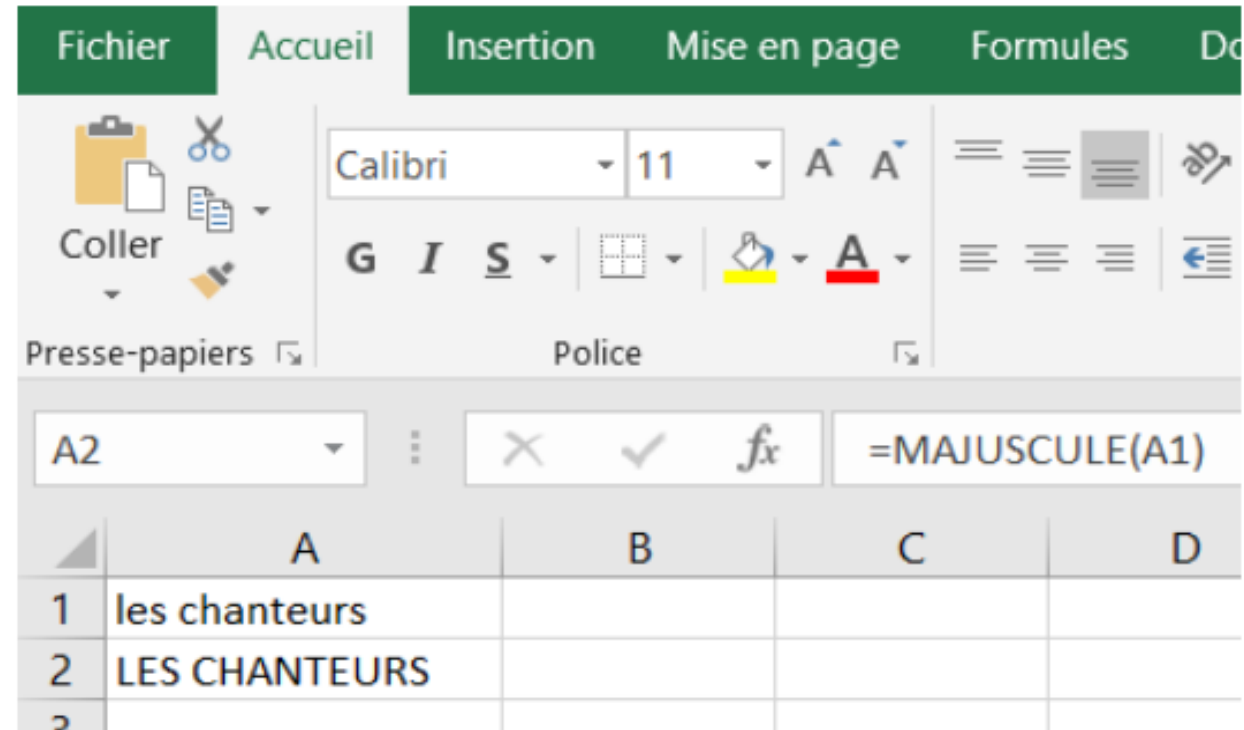 Fichier Accueil Insertion Mise en page Formules
Calibri 11 A A ab
Coller
G I S A
Presse-papiers Police
A2 fx =MAJUSCULE(A1)
A B C D
1 les chanteurs
2 LES CHANTEURS